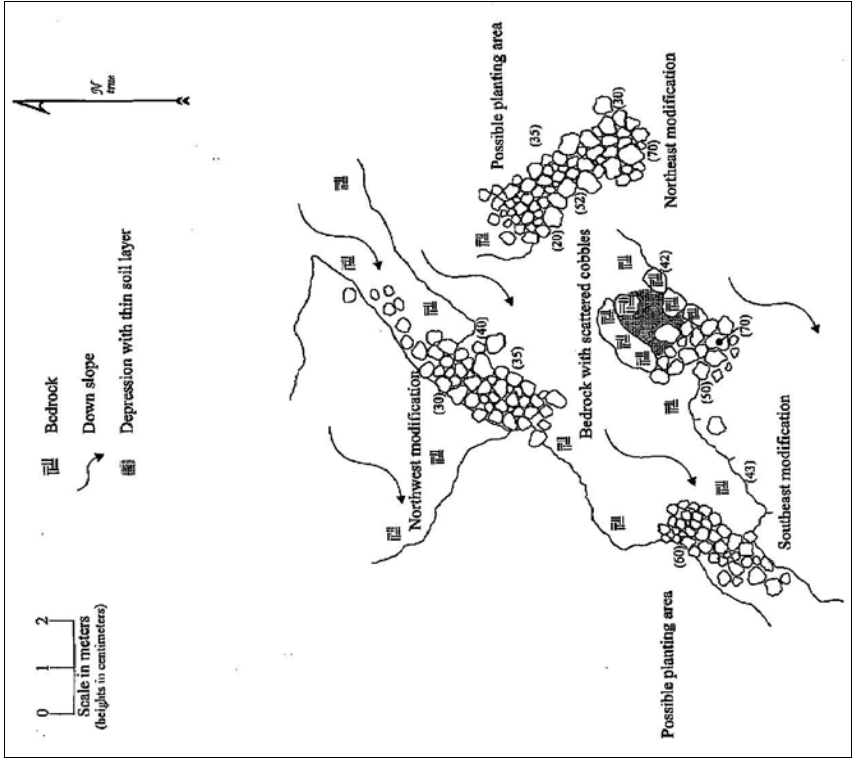 0 1 2
Scale in meters
(heights in centimeters)
Bedrock
Down slope
Depression with thin soil layer
N
true
Northwest modification
(30)
(40)
(35)
Possible planting area
(35)
(20)
(52)
(30)
(70)
Northeast modification
Bedrock with scattered cobbles
(42)
(50)
(70)
Possible planting area
(60)
(43)
Southeast modification